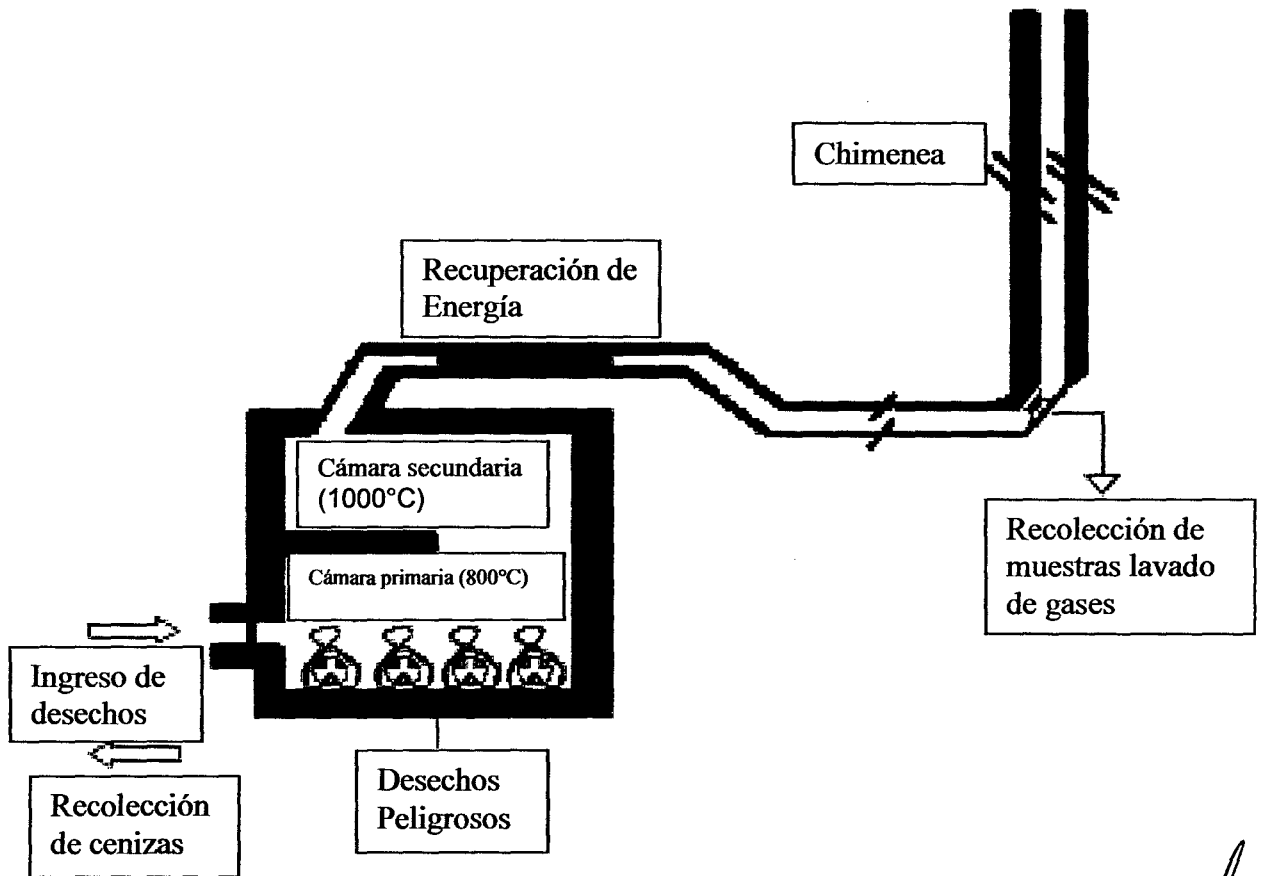 Chimenea
Recuperación de
Energía
Cámara secundaria
(1000°C)
Cámara primaria (800°C)
Recolección de
muestras lavado
de gases
Ingreso de
desechos
Desechos
Peligrosos
Recolección
de cenizas